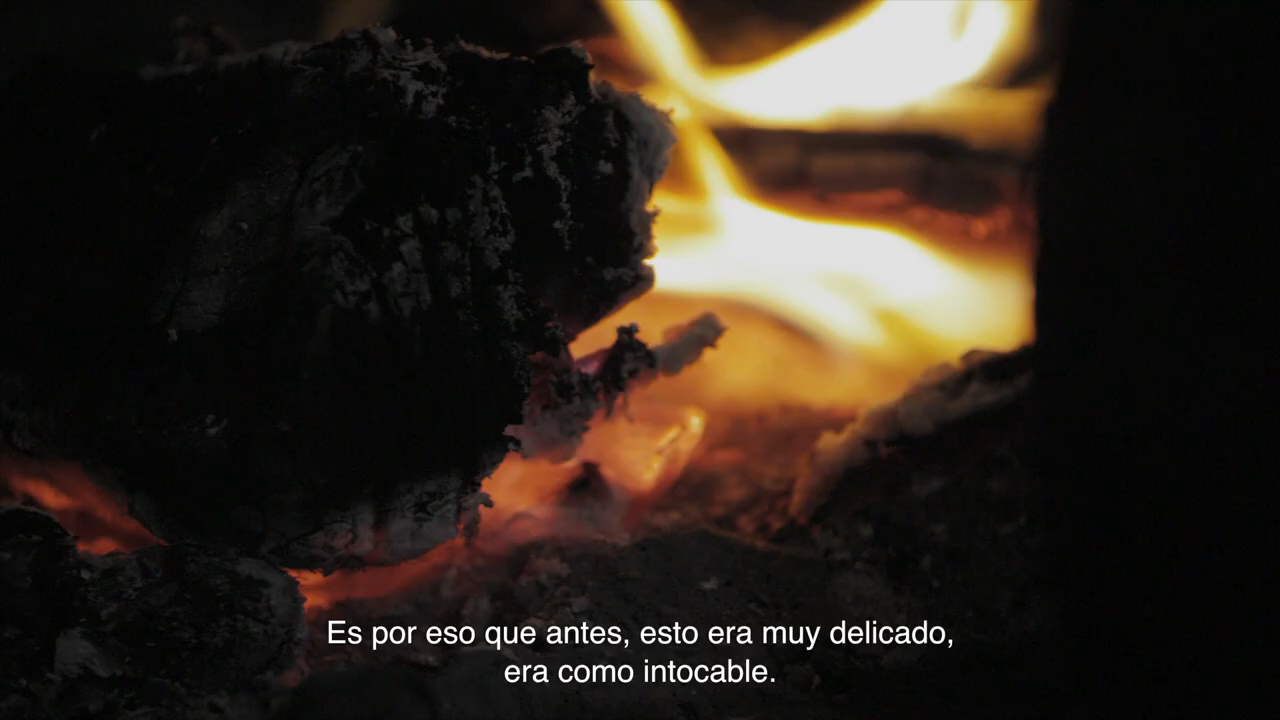 Es por eso que antes, esto era muy delicado,
era como intocable.